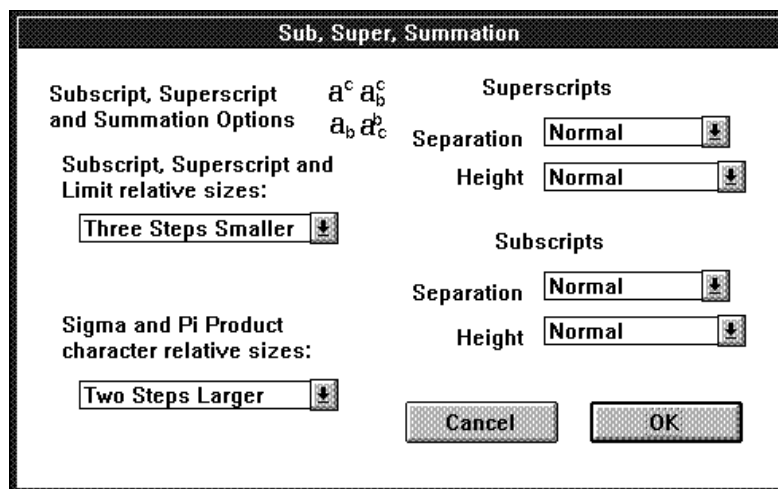 Sub, Super, Summation
Subscript, Superscript
and Summation Options
a^c a_b^c
a_b a_c^b
Subscript, Superscript and
Limit relative sizes:
Three Steps Smaller
Sigma and Pi Product
character relative sizes:
Two Steps Larger
Superscripts
Separation Normal
Height Normal
Subscripts
Separation Normal
Height Normal
Cancel OK